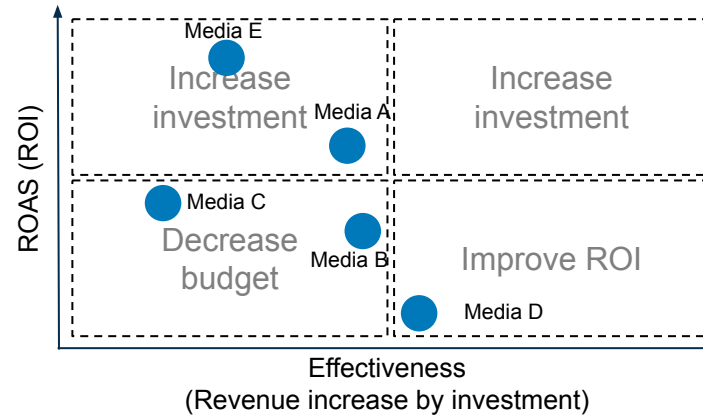 Media E
Increase
investment
Media A
Increase
investment
ROAS (ROI)
Media C
Decrease
budget
Media B
Improve ROI
Media D
Effectiveness
(Revenue increase by investment)